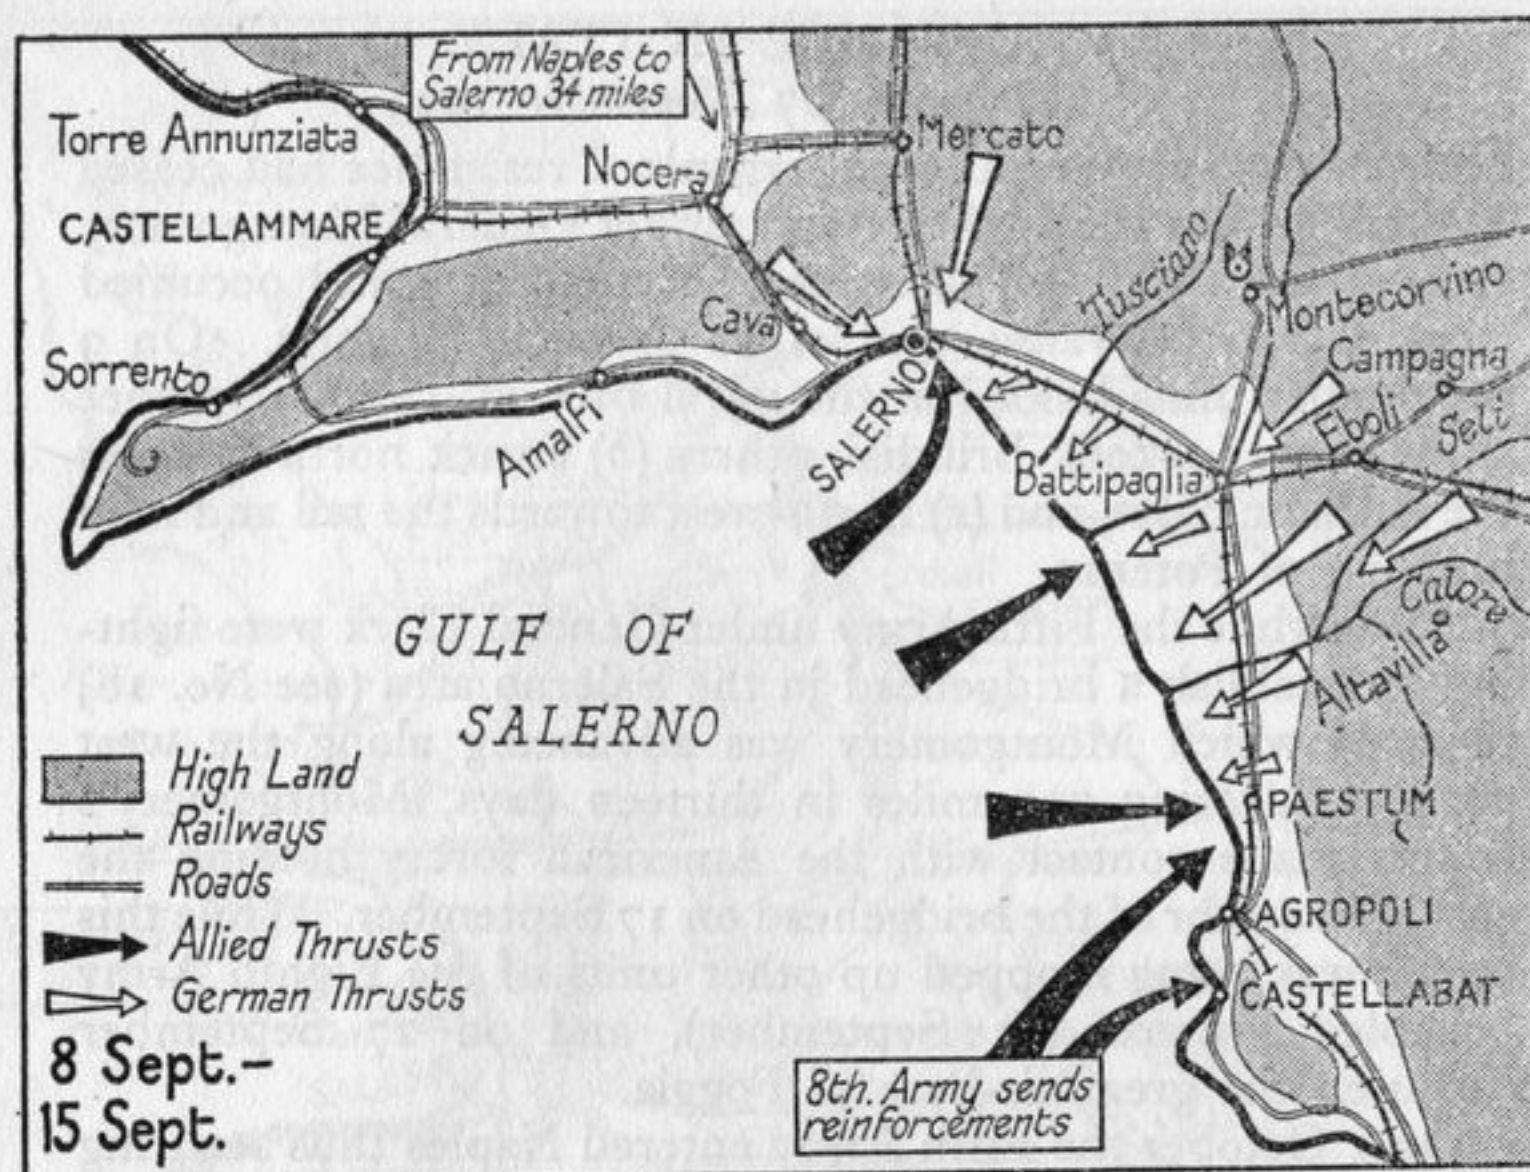 From Naples to
Salerno 34 miles
Torre Annunziata
Mercato
Nocera
CASTELLAMMARE
Tusciano
Montecorvino
Cava
Sorrento
Campagna
SALERNO
Eboli
Seli
Amalfi
Battipaglia
Calore
GULF OF
SALERNO
Altavilla
High Land
Railways
PAESTUM
Roads
AGROPOLI
Allied Thrusts
German Thrusts
CASTELLABAT
8 Sept.-
15 Sept.
8th. Army sends
reinforcements